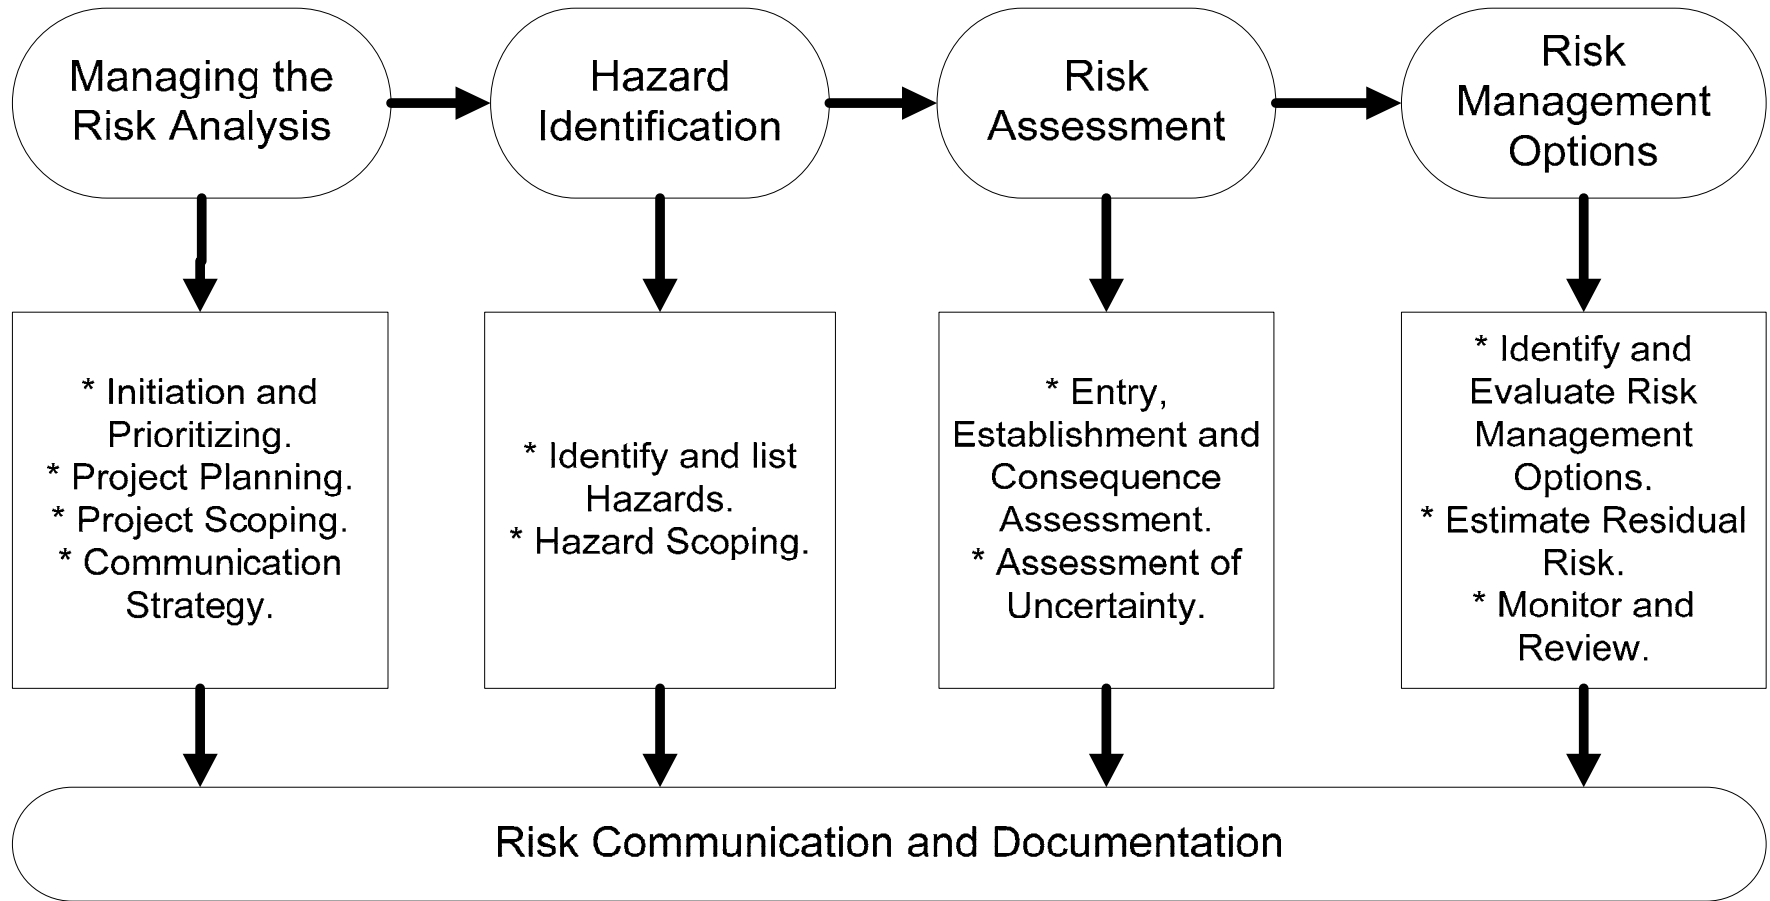 Managing the
Risk Analysis
Hazard
Identification
Risk
Assessment
Risk
Management
Options
* Initiation and
Prioritizing.
* Project Planning.
* Project Scoping.
* Communication
Strategy.
* Identify and list
Hazards.
* Hazard Scoping.
* Entry,
Establishment and
Consequence
Assessment.
* Assessment of
Uncertainty.
* Identify and
Evaluate Risk
Management
Options.
* Estimate Residual
Risk.
* Monitor and
Review.
Risk Communication and Documentation